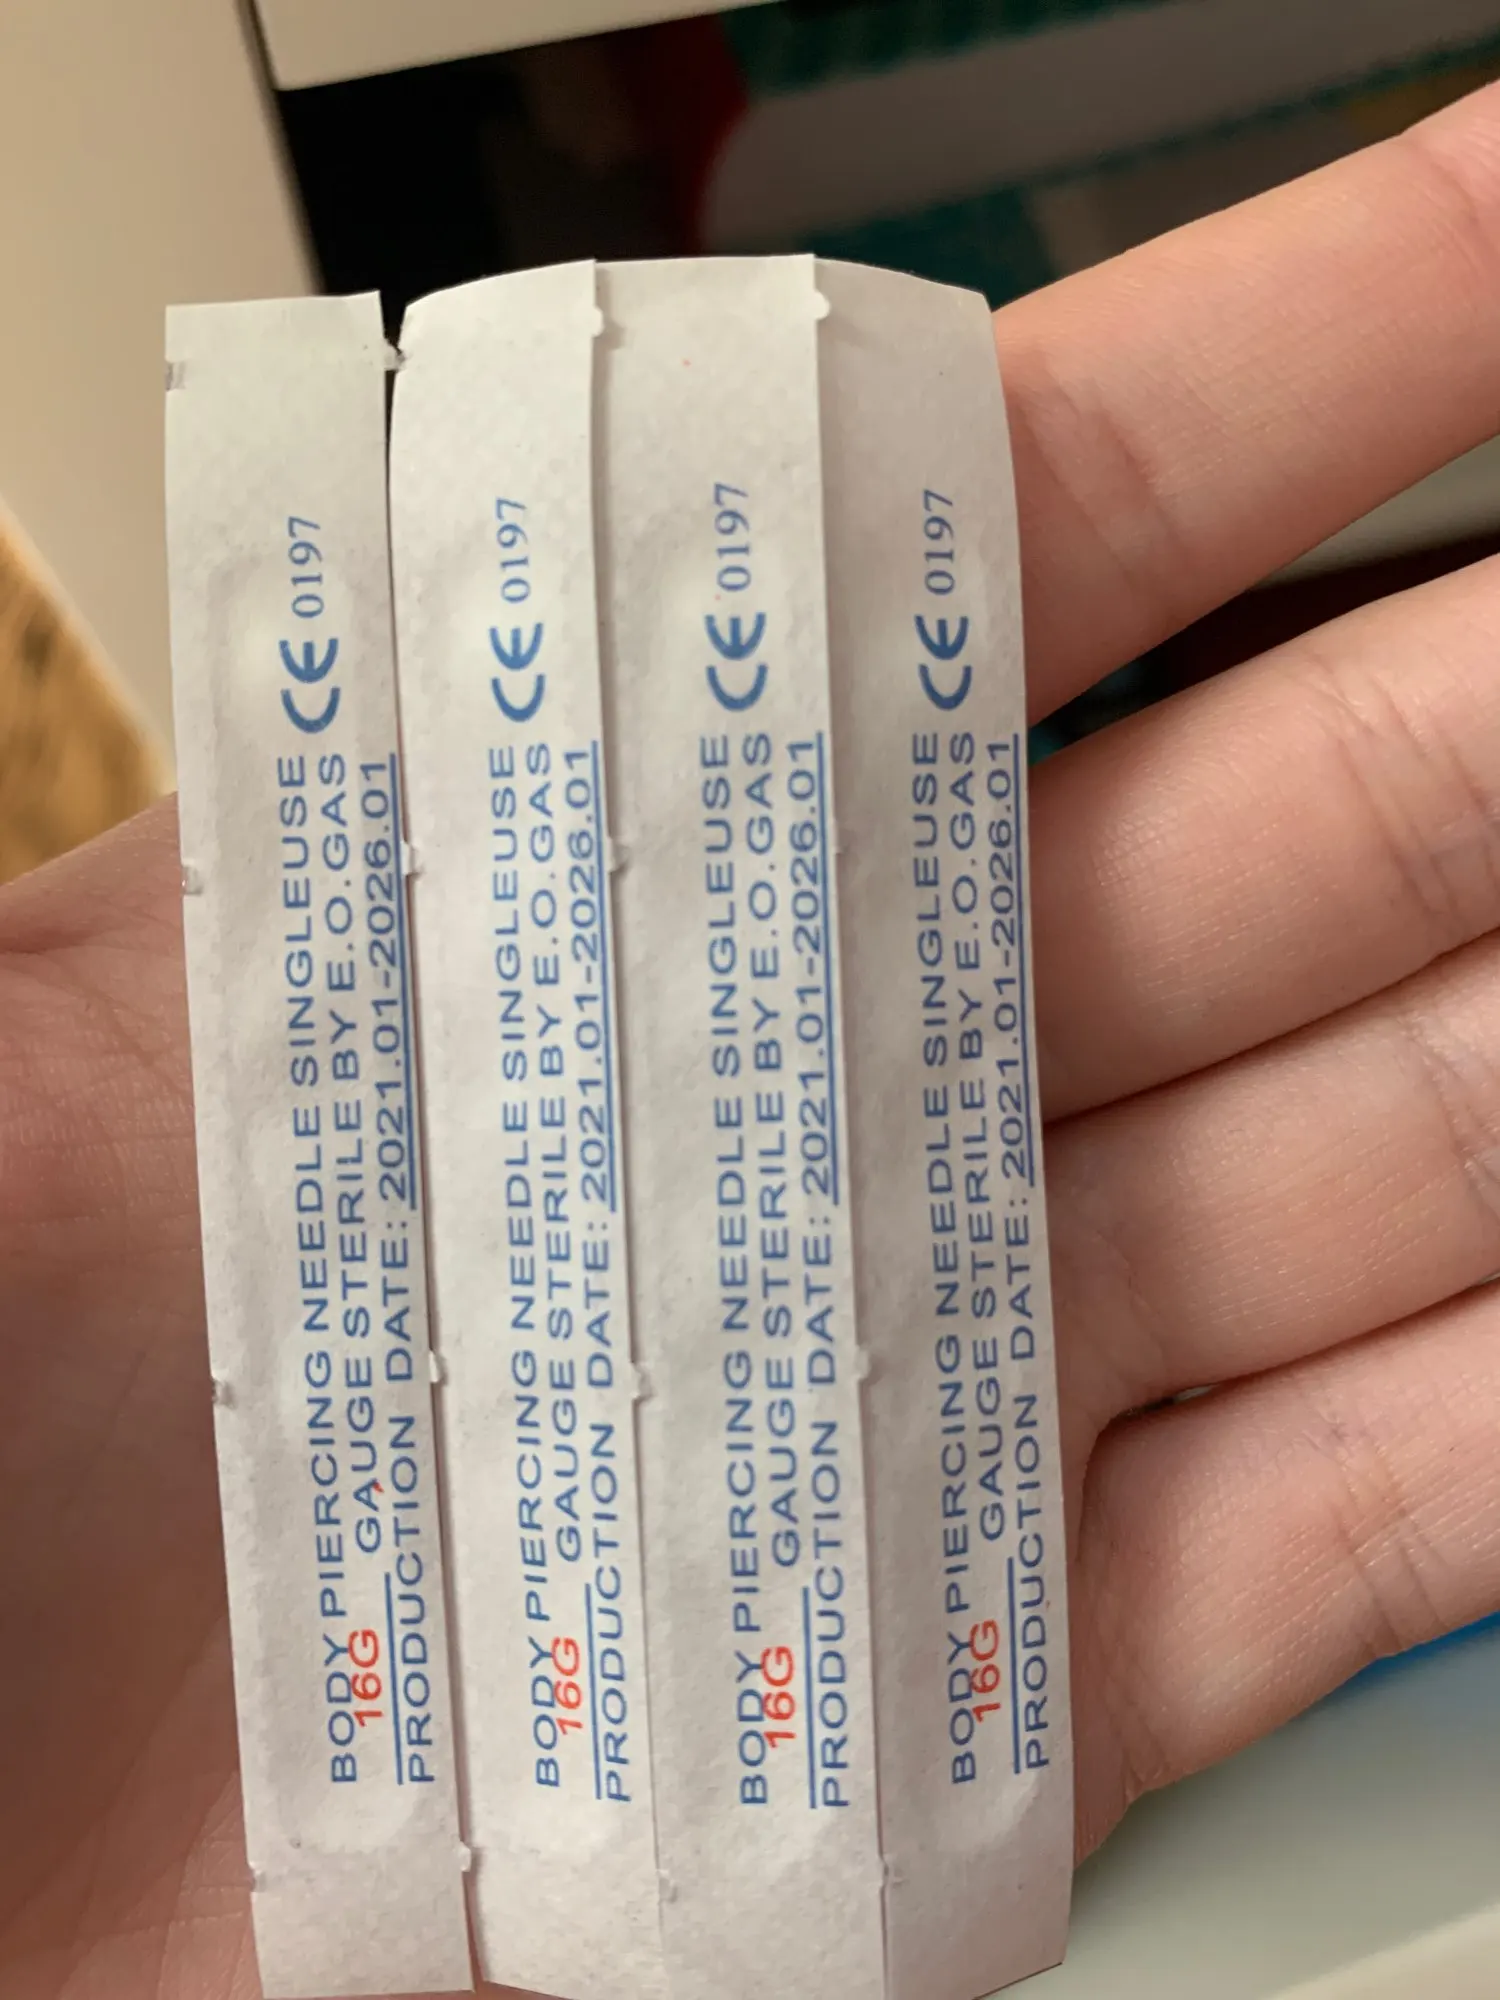 BODY PIERCING NEEDLE SINGLEUSE
16G GAUGE STERILE BY E.O.GAS
PRODUCTION DATE: 2021.01-2026.01
CE 0197
BODY PIERCING NEEDLE SINGLEUSE
16G GAUGE STERILE BY E.O.GAS
PRODUCTION DATE: 2021.01-2026.01
CE 0197
BODY PIERCING NEEDLE SINGLEUSE
16G GAUGE STERILE BY E.O.GAS
PRODUCTION DATE: 2021.01-2026.01
CE 0197
BODY PIERCING NEEDLE SINGLEUSE
16G GAUGE STERILE BY E.O.GAS
PRODUCTION DATE: 2021.01-2026.01
CE 0197